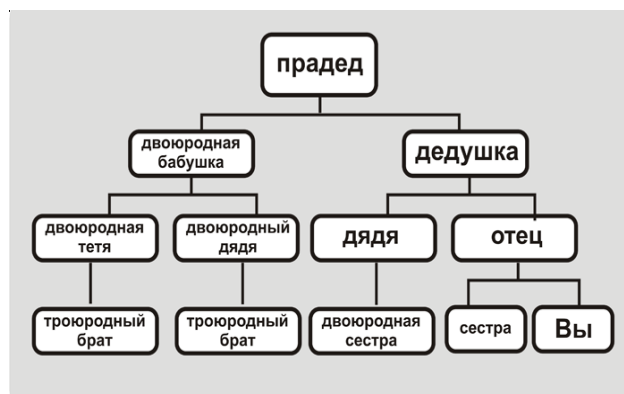 прадед
двоюродная
бабушка
дедушка
двоюродная
тетя
двоюродный
дядя
дядя
отец
троюродный
брат
троюродный
брат
двоюродная
сестра
сестра
Вы